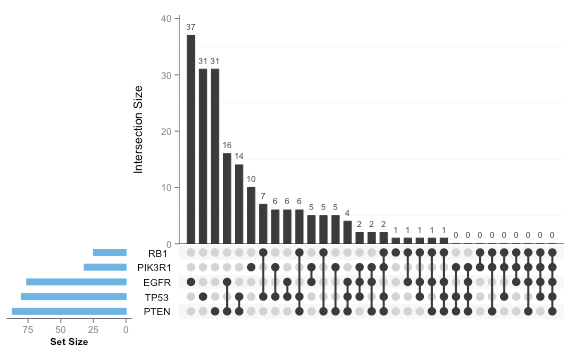 40
30
20
10
0
Intersection Size
37
31 31
16
14
10
7
6 6 6
5 5 5
4
2 2 2
1 1 1 1 1
0 0 0 0 0 0 0 0 0
RB1
PIK3R1
EGFR
TP53
PTEN
75 50 25 0
Set Size